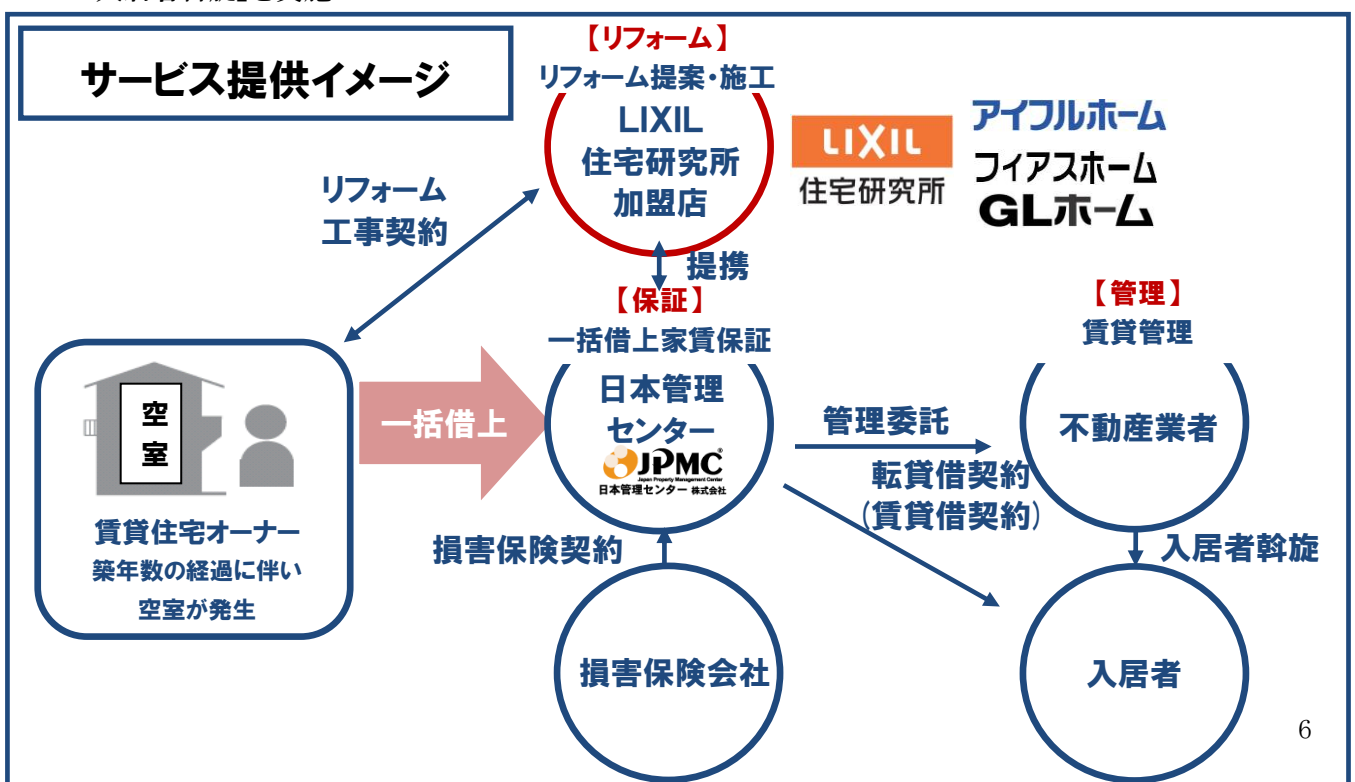 サービス提供イメージ
【リフォーム】
リフォーム提案・施工
LIXIL
住宅研究所
加盟店
LIXIL
住宅研究所
アイフルホーム
フィアスホーム
GLホーム
リフォーム
工事契約
提携
【保証】
一括借上家賃保証
日本管理
センター
JPMC
Japan Property Management Center
日本管理センター 株式会社
【管理】
賃貸管理
不動産業者
空
室
賃貸住宅オーナー
築年数の経過に伴い
空室が発生
一括借上
管理委託
転貸借契約
(賃貸借契約)
損害保険契約
入居者斡旋
損害保険会社
入居者
6